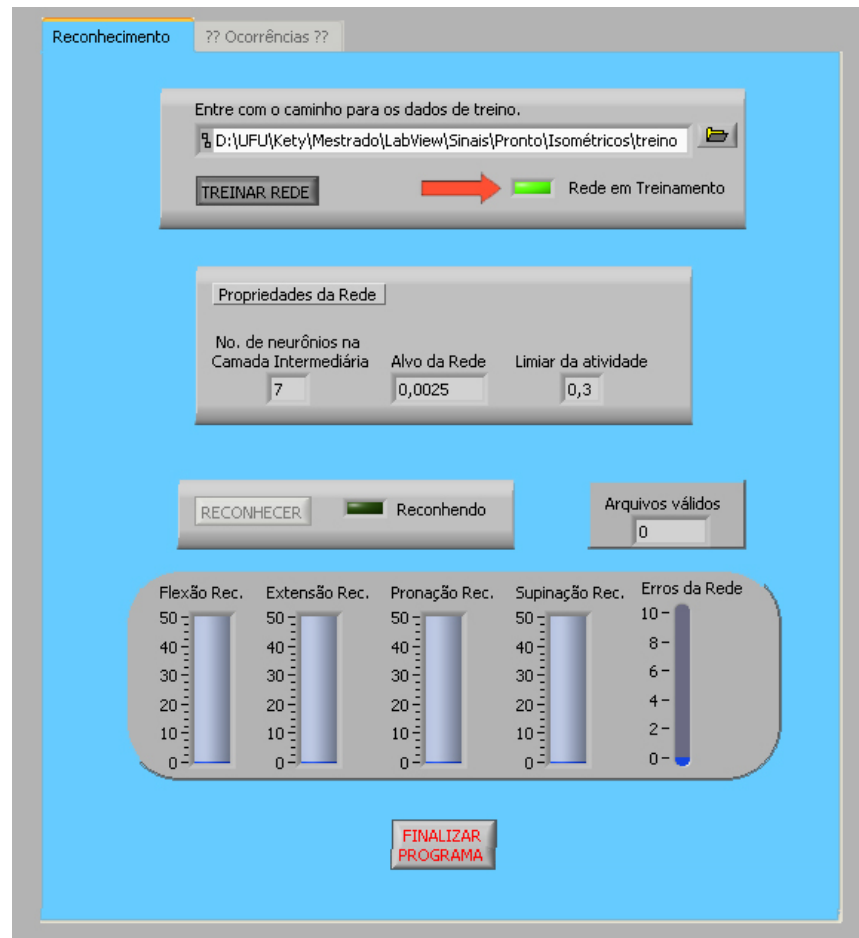 Reconhecimento
?? Ocorrências ??
Entre com o caminho para os dados de treino.
D:\UFU\Kety\Mestrado\LabView\Sinais\Pronto\Isométricos\treino
TREINAR REDE
Rede em Treinamento
Propriedades da Rede
No. de neurônios na
Camada Intermediária
Alvo da Rede
Limiar da atividade
7
0,0025
0,3
RECONHECER
Reconhendo
Arquivos válidos
0
Flexão Rec.
50
40
30
20
10
0
Extensão Rec.
50
40
30
20
10
0
Pronação Rec.
50
40
30
20
10
0
Supinação Rec.
50
40
30
20
10
0
Erros da Rede
10
8
6
4
2
0
FINALIZAR
PROGRAMA